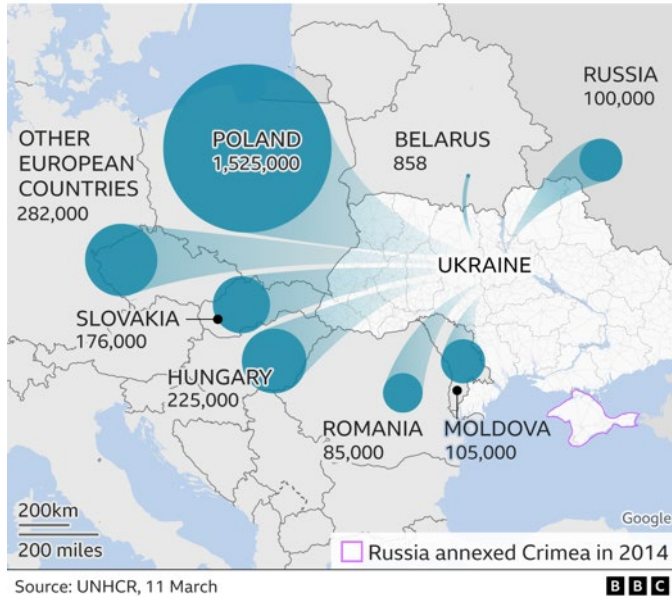 RUSSIA
100,000
POLAND
1,525,000
BELARUS
858
OTHER
EUROPEAN
COUNTRIES
282,000
UKRAINE
SLOVAKIA
176,000
HUNGARY
225,000
ROMANIA
85,000
MOLDOVA
105,000
200km
200 miles
Google
Russia annexed Crimea in 2014
Source: UNHCR, 11 March
BBC